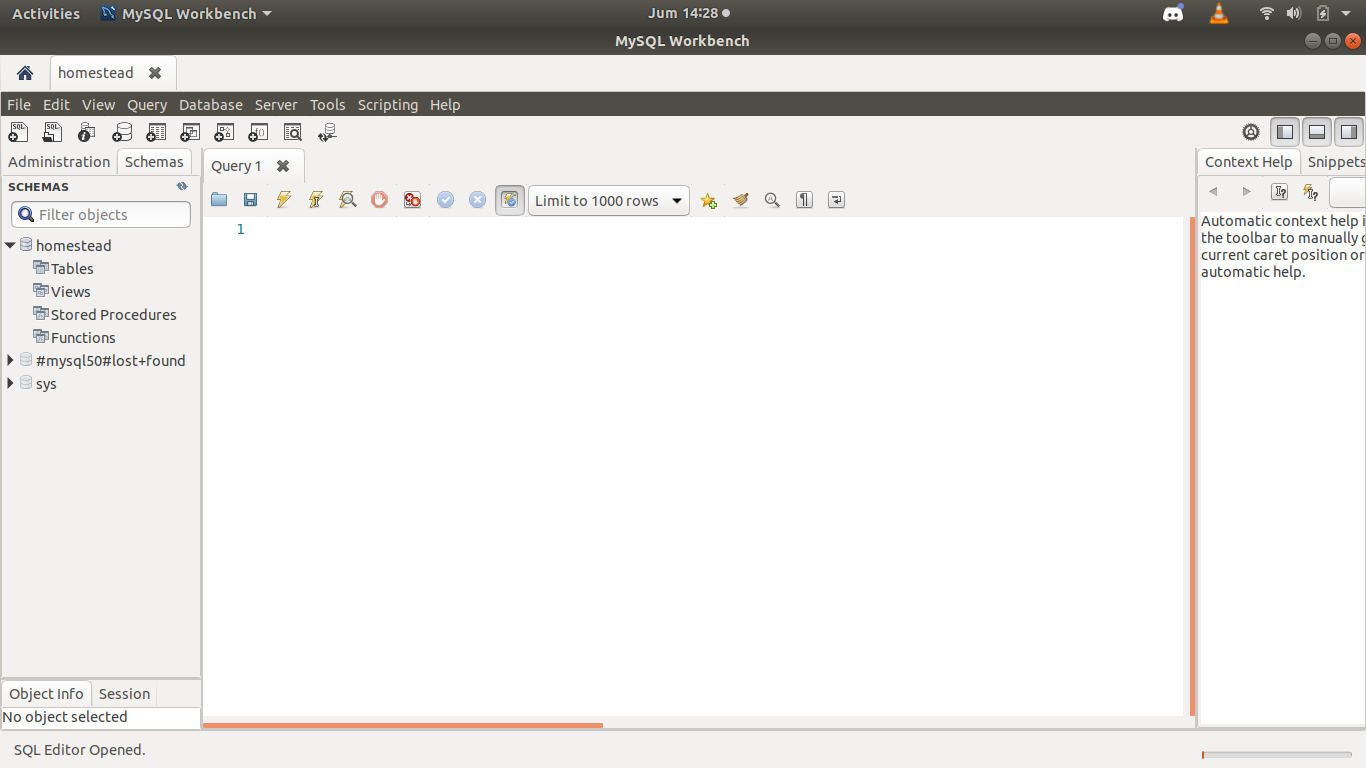 Activities MySQL Workbench Jum 14:28
MySQL Workbench
homestead
File Edit View Query Database Server Tools Scripting Help
Administration Schemas
SCHEMAS
Filter objects
homestead
Tables
Views
Stored Procedures
Functions
#mysql50#lost+found
sys
Object Info Session
No object selected
Query 1
Limit to 1000 rows
1
Context Help Snippets
Automatic context help i
the toolbar to manually g
current caret position or
automatic help.
SQL Editor Opened.